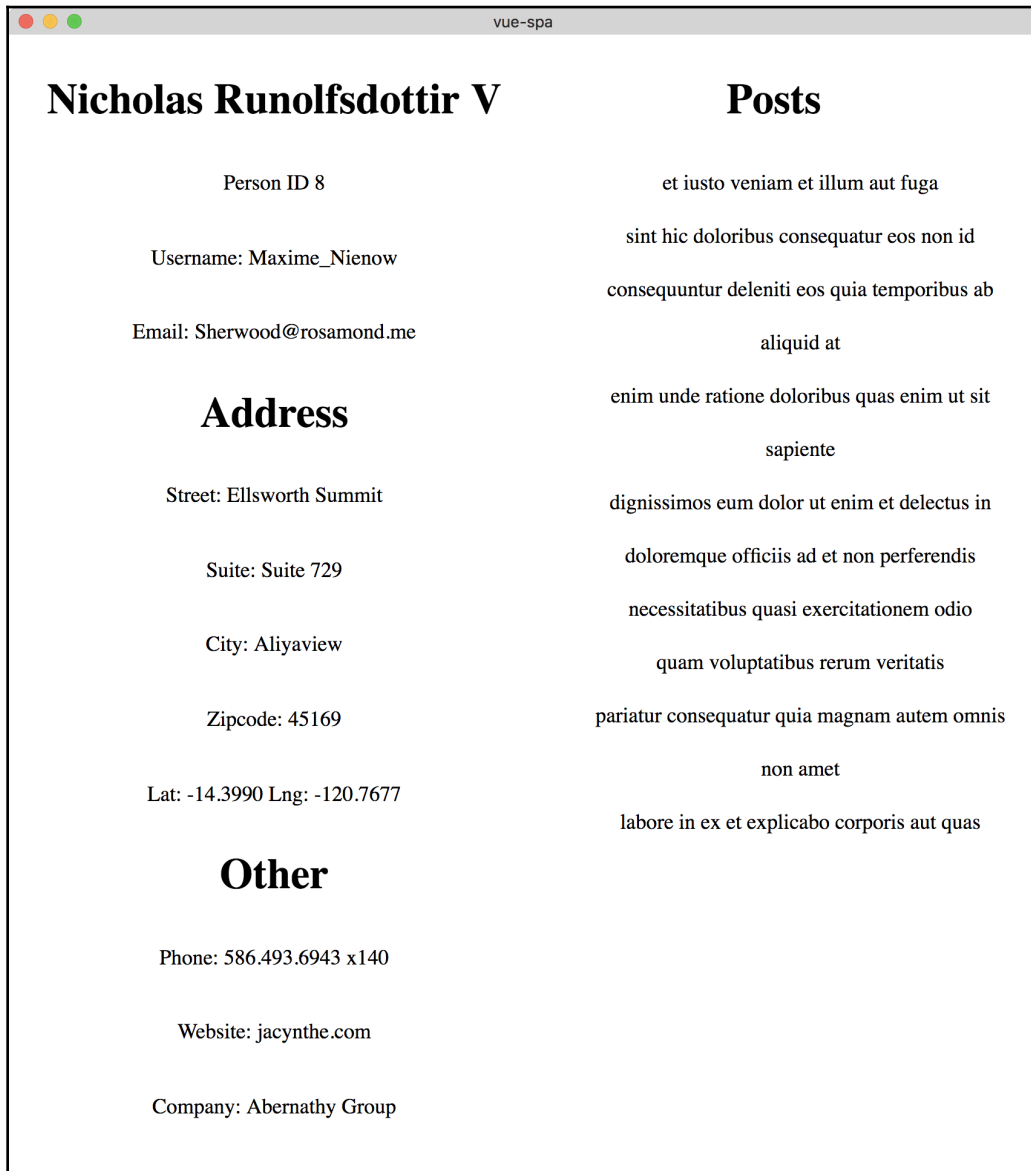 vue-spa
Nicholas Runolfsdottir V
Person ID 8
Username: Maxime_Nienow
Email: Sherwood@rosamond.me
Address
Street: Ellsworth Summit
Suite: Suite 729
City: Aliyaview
Zipcode: 45169
Lat: -14.3990 Lng: -120.7677
Other
Phone: 586.493.6943 x140
Website: jacynthe.com
Company: Abernathy Group
Posts
et iusto veniam et illum aut fuga
sint hic doloribus consequatur eos non id
consequuntur deleniti eos quia temporibus ab
aliquid at
enim unde ratione doloribus quas enim ut sit
sapiente
dignissimos eum dolor ut enim et delectus in
doloremque officiis ad et non perferendis
necessitatibus quasi exercitationem odio
quam voluptatibus rerum veritatis
pariatur consequatur quia magnam autem omnis
non amet
labore in ex et explicabo corporis aut quas